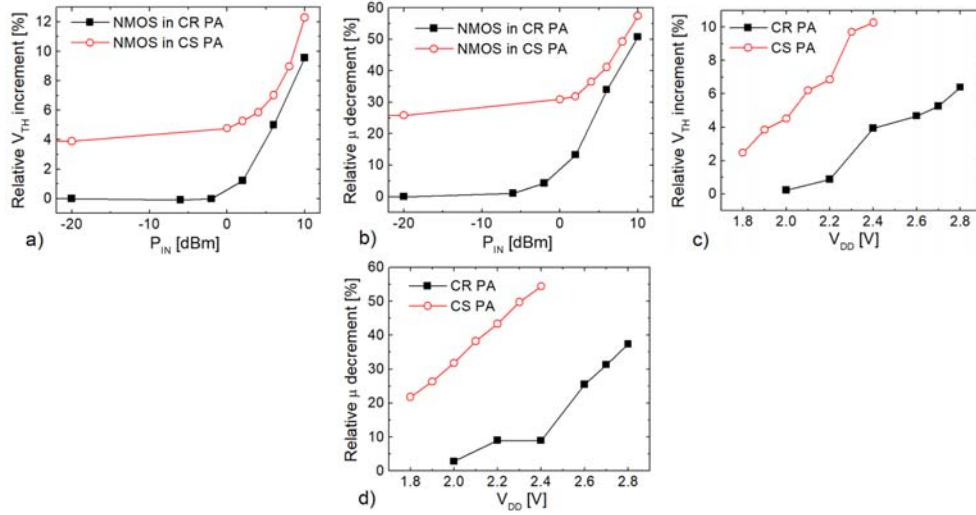 Relative V_TH increment [%]
12
10
8
6
4
2
0
NMOS in CR PA
NMOS in CS PA
-20
-10
0
10
P_IN [dBm]
a)
Relative μ decrement [%]
60
50
40
30
20
10
0
NMOS in CR PA
NMOS in CS PA
-20
-10
0
10
P_IN [dBm]
b)
Relative V_TH increment [%]
10
8
6
4
2
0
CR PA
CS PA
1.8
2.0
2.2
2.4
2.6
2.8
V_DD [V]
c)
Relative μ decrement [%]
60
50
40
30
20
10
0
CR PA
CS PA
1.8
2.0
2.2
2.4
2.6
2.8
V_DD [V]
d)